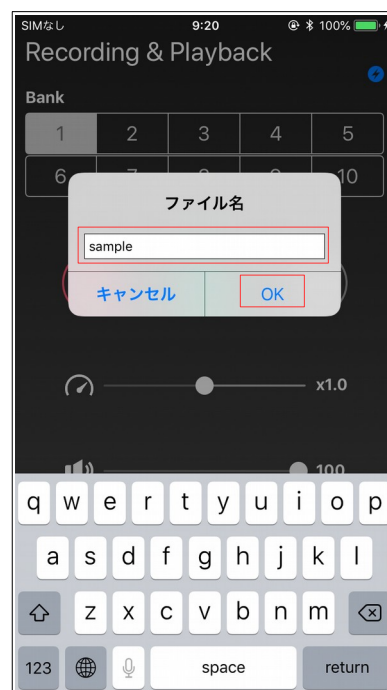 SIMなし 9:20 100%
Recording & Playback
Bank
1 2 3 4 5
6 10
ファイル名
sample
キャンセル OK
x1.0
100
q w e r t y u i o p
a s d f g h j k l
z x c v b n m
123 space return